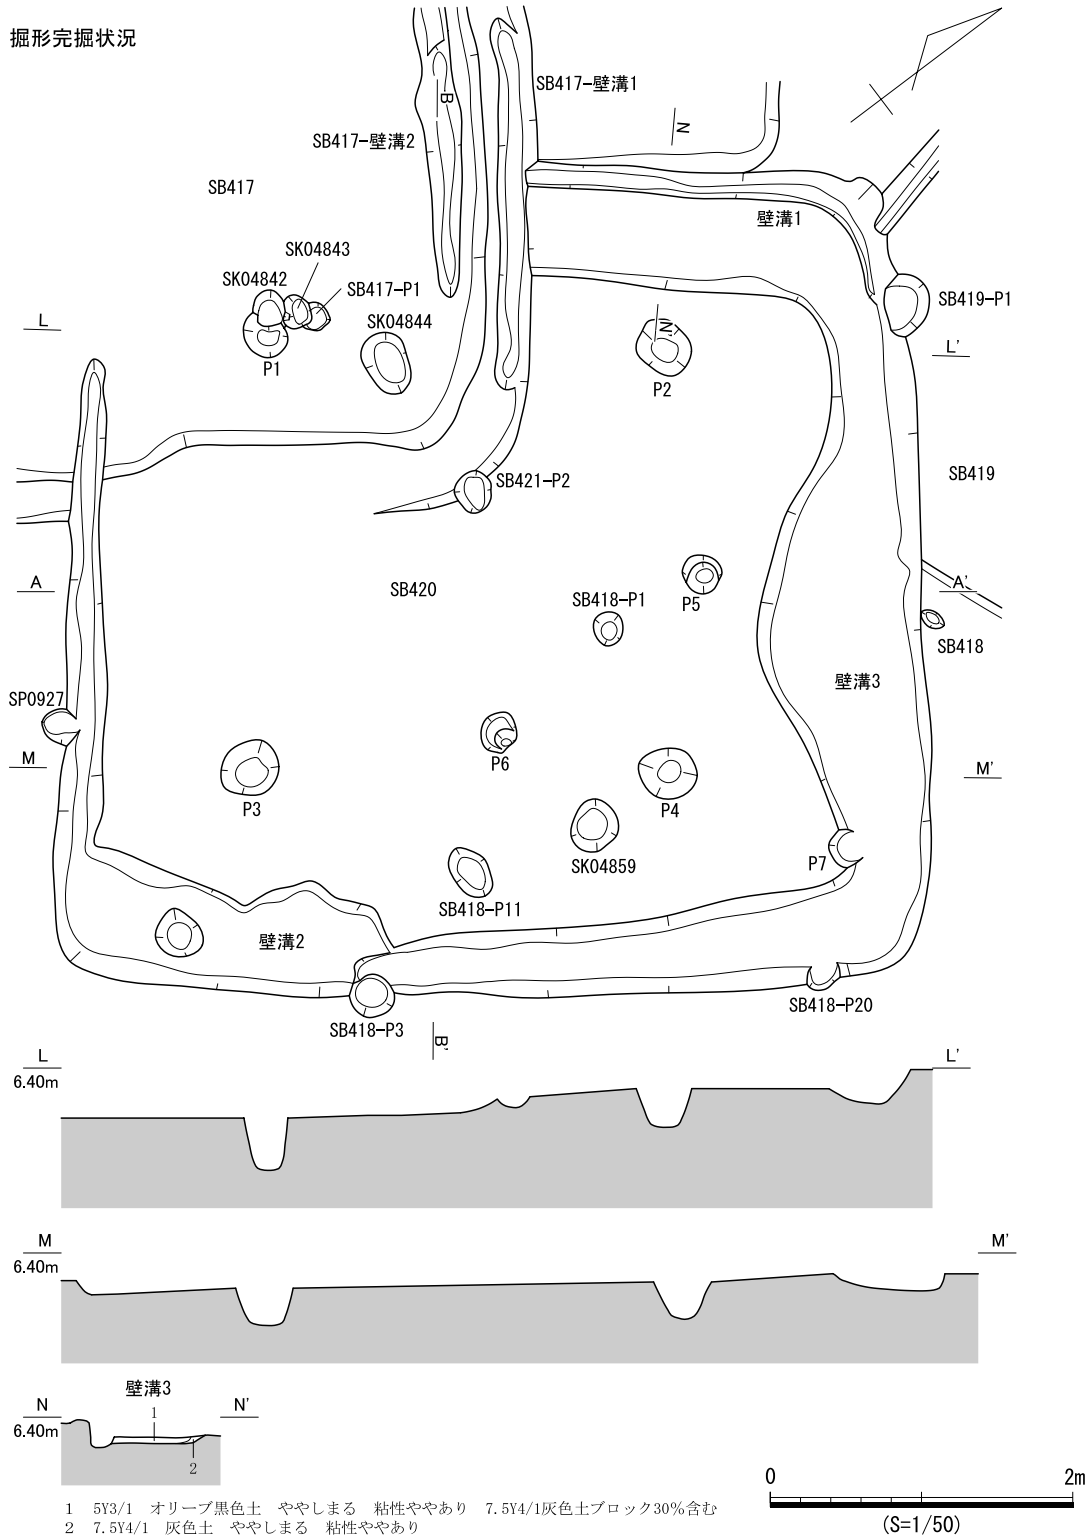 掘形完掘状況
SB417-壁溝1
B
N
SB417-壁溝2
SB417
壁溝1
SK04843
SK04842
SB417-P1
SB419-P1
L
SK04844
N'
L'
P1
P2
SB421-P2
SB419
A
SB420
A'
SB418-P1
P5
SB418
壁溝3
SP0927
M
P6
M'
P3
P4
SK04859
P7
SB418-P11
壁溝2
SB418-P3
SB418-P20
B'
L
L'
6.40m
M
M'
6.40m
壁溝3
N
1
N'
6.40m
2
0 2m
(S=1/50)
1 5Y3/1 オリーブ黒色土 ややしまる 粘性ややあり 7.5Y4/1灰色土ブロック30%含む
2 7.5Y4/1 灰色土 ややしまる 粘性ややあり